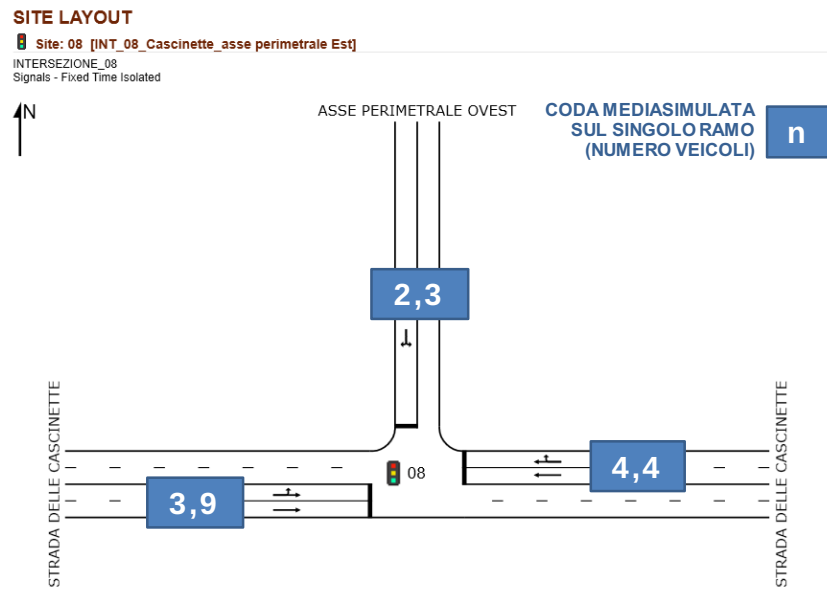 SITE LAYOUT
Site: 08 [INT_08_Cascinette_asse perimetrale Est]
INTERSEZIONE_08
Signals - Fixed Time Isolated
N
ASSE PERIMETRALE OVEST
CODA MEDIASIMULATA
SUL SINGOLO RAMO
(NUMERO VEICOLI)
n
2,3
STRADA DELLE CASCINETTE
08
4,4
3,9
STRADA DELLE CASCINETTE